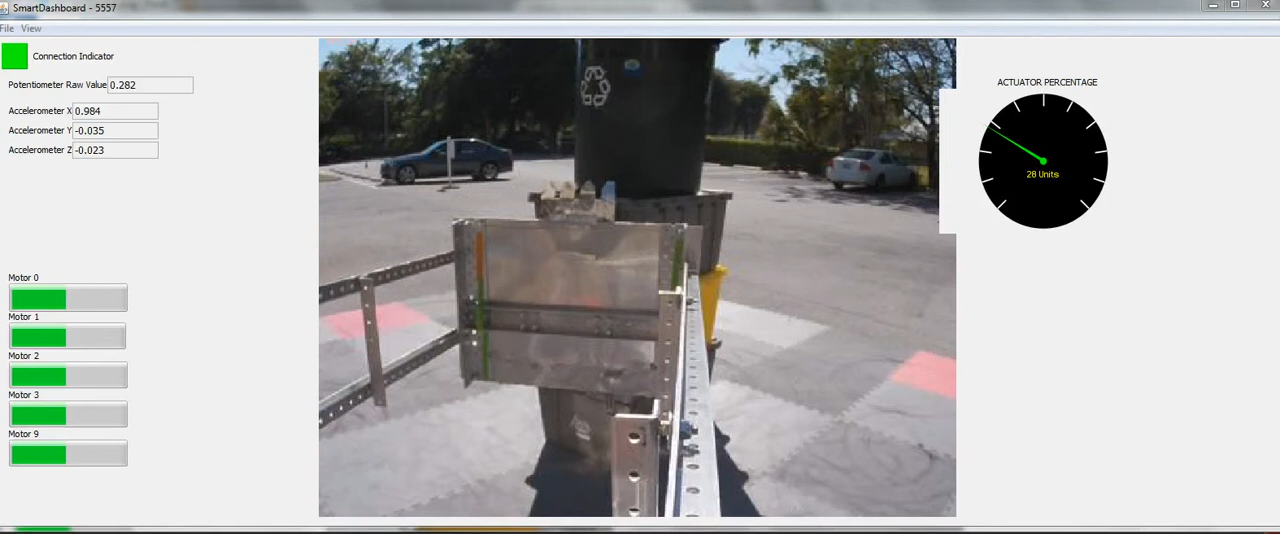 SmartDashboard - 5557
File View
Connection Indicator
Potentiometer Raw Value 0.282
Accelerometer X 0.984
Accelerometer Y -0.035
Accelerometer Z -0.023
Motor 0
Motor 1
Motor 2
Motor 3
Motor 9
ACTUATOR PERCENTAGE
28 Units